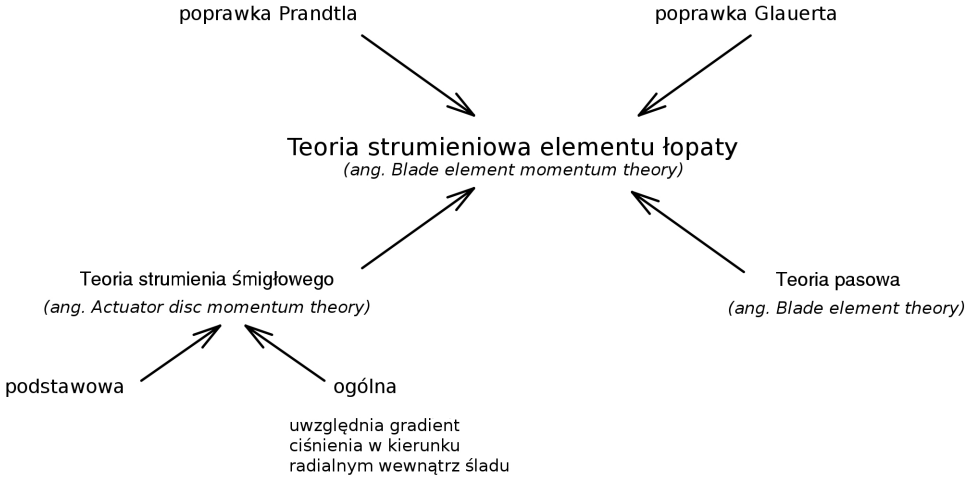 poprawka Prandtla
poprawka Glauerta
Teoria strumieniowa elementu łopaty
(ang. Blade element momentum theory)
Teoria strumienia śmigłowego
(ang. Actuator disc momentum theory)
Teoria pasowa
(ang. Blade element theory)
podstawowa
ogólna
uwzględnia gradient
ciśnienia w kierunku
radialnym wewnątrz śladu